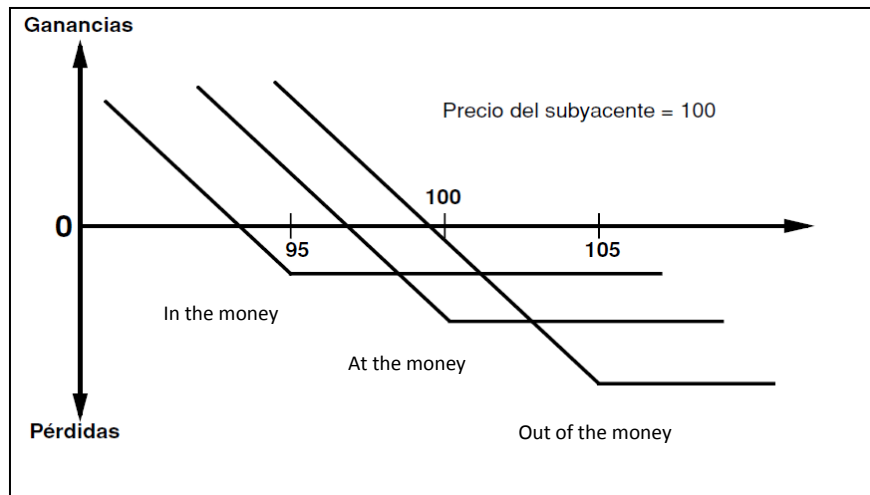 Ganancias
Precio del subyacente = 100
100
0
95
105
In the money
At the money
Pérdidas
Out of the money